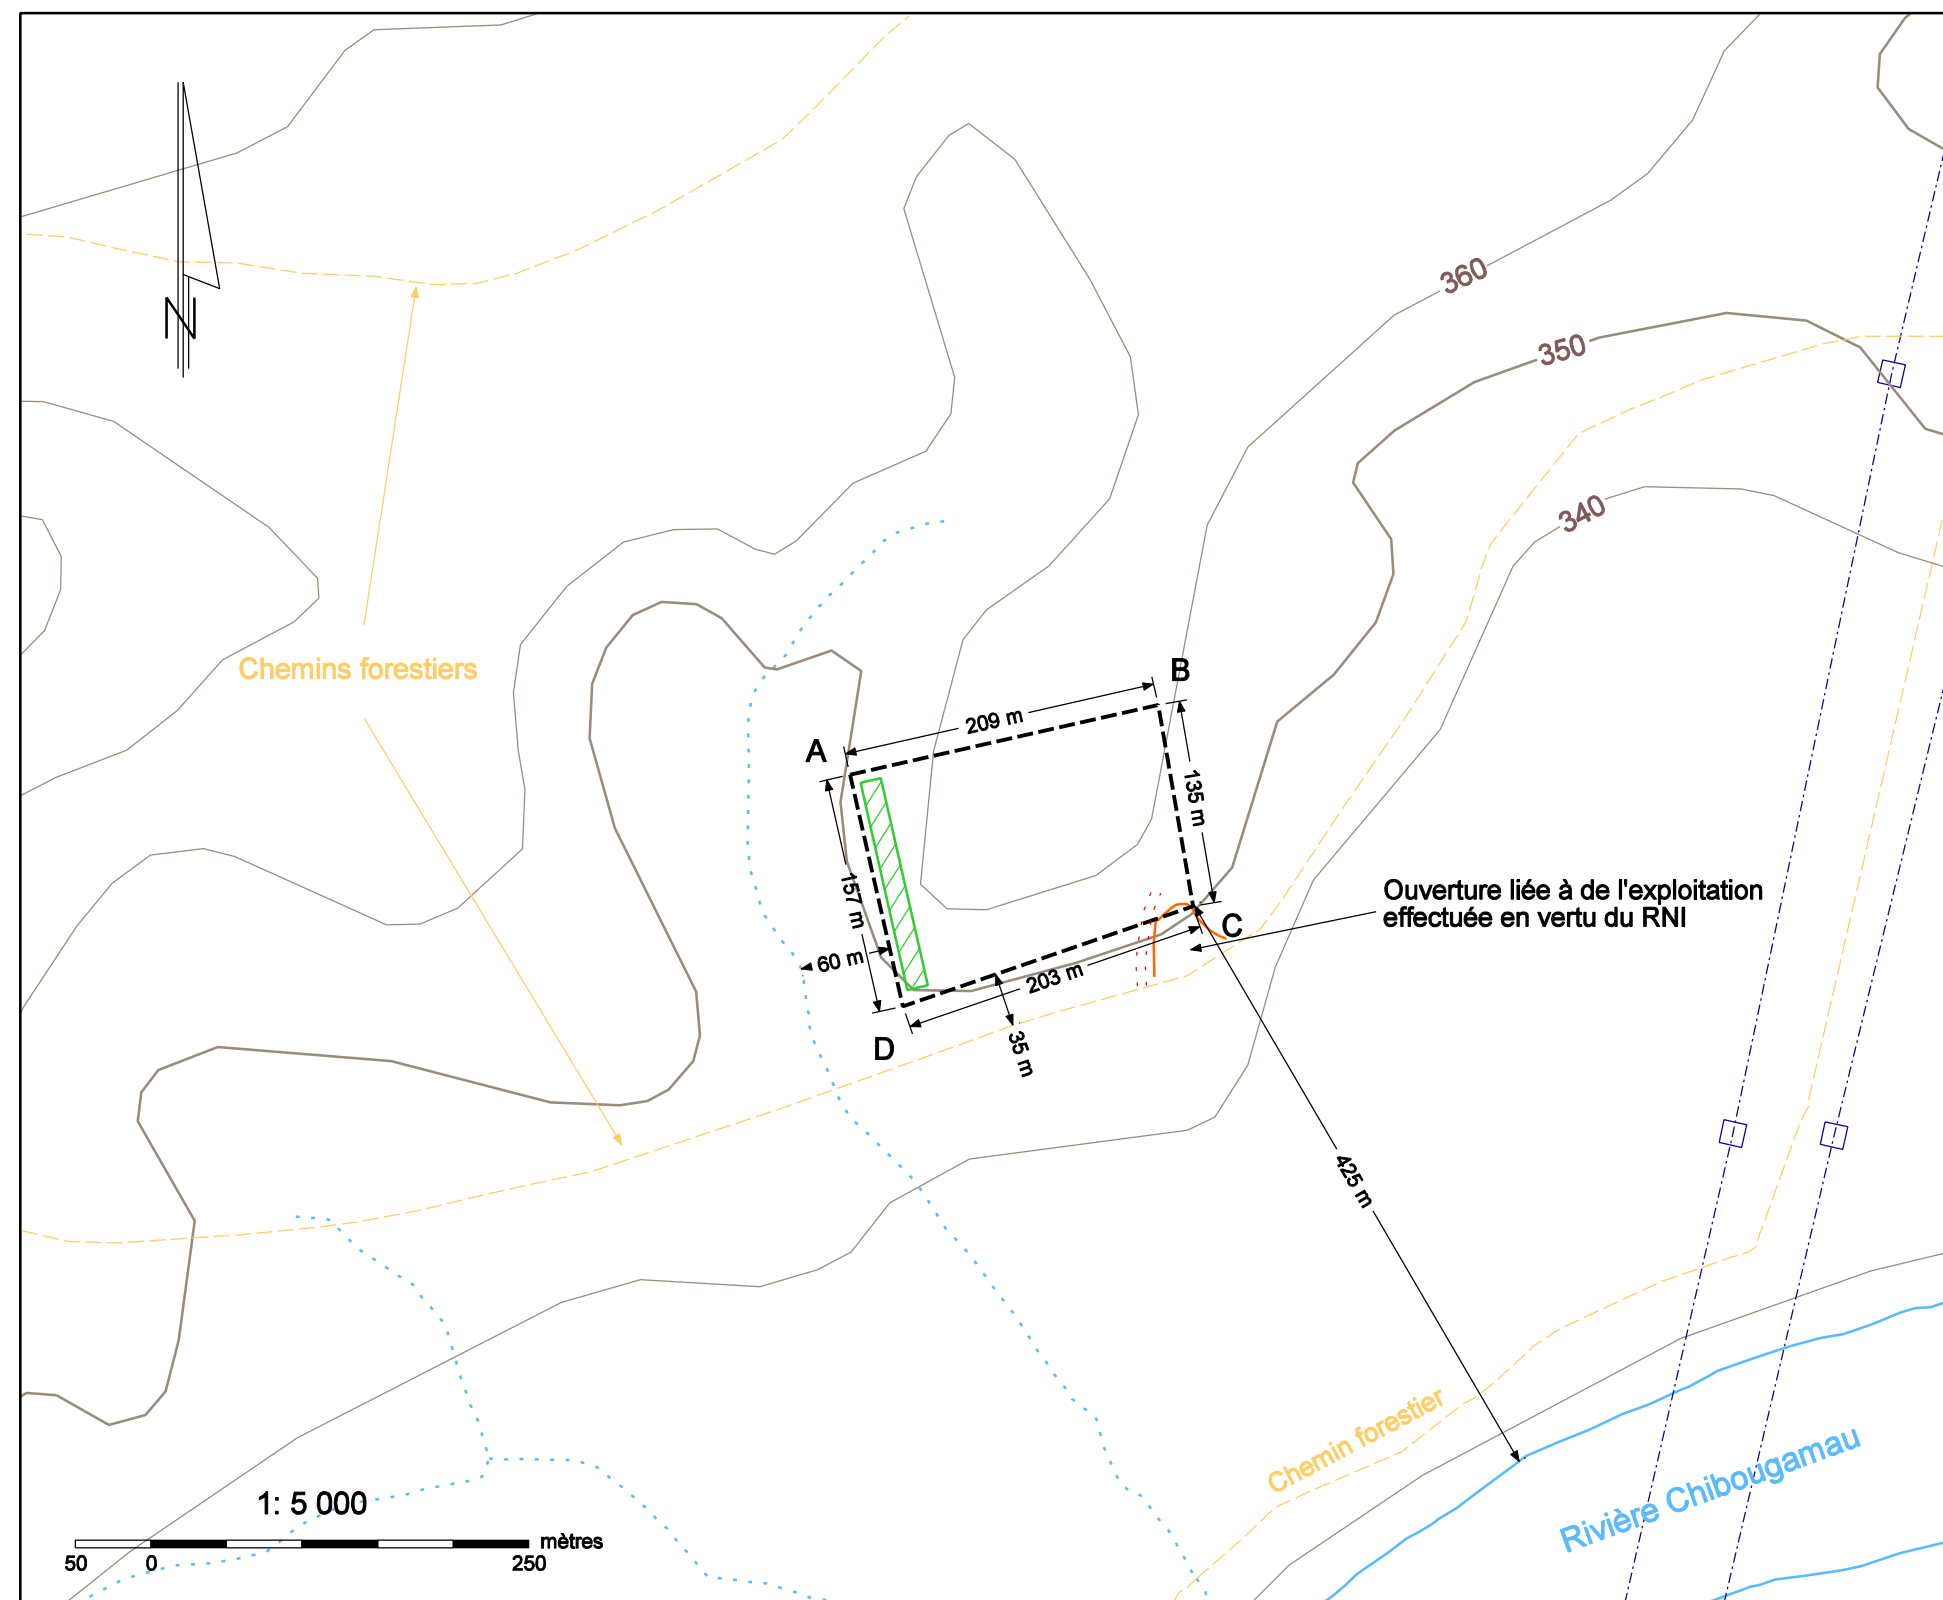 N
360
350
340
Chemins forestiers
B
209 m
A
135 m
157 m
Ouverture liée à de l'exploitation
effectuée en vertu du RNI
C
60 m
203 m
D
35 m
425 m
Chemin forestier
Rivière Chibougamau
1: 5 000
mètres
50 0 250